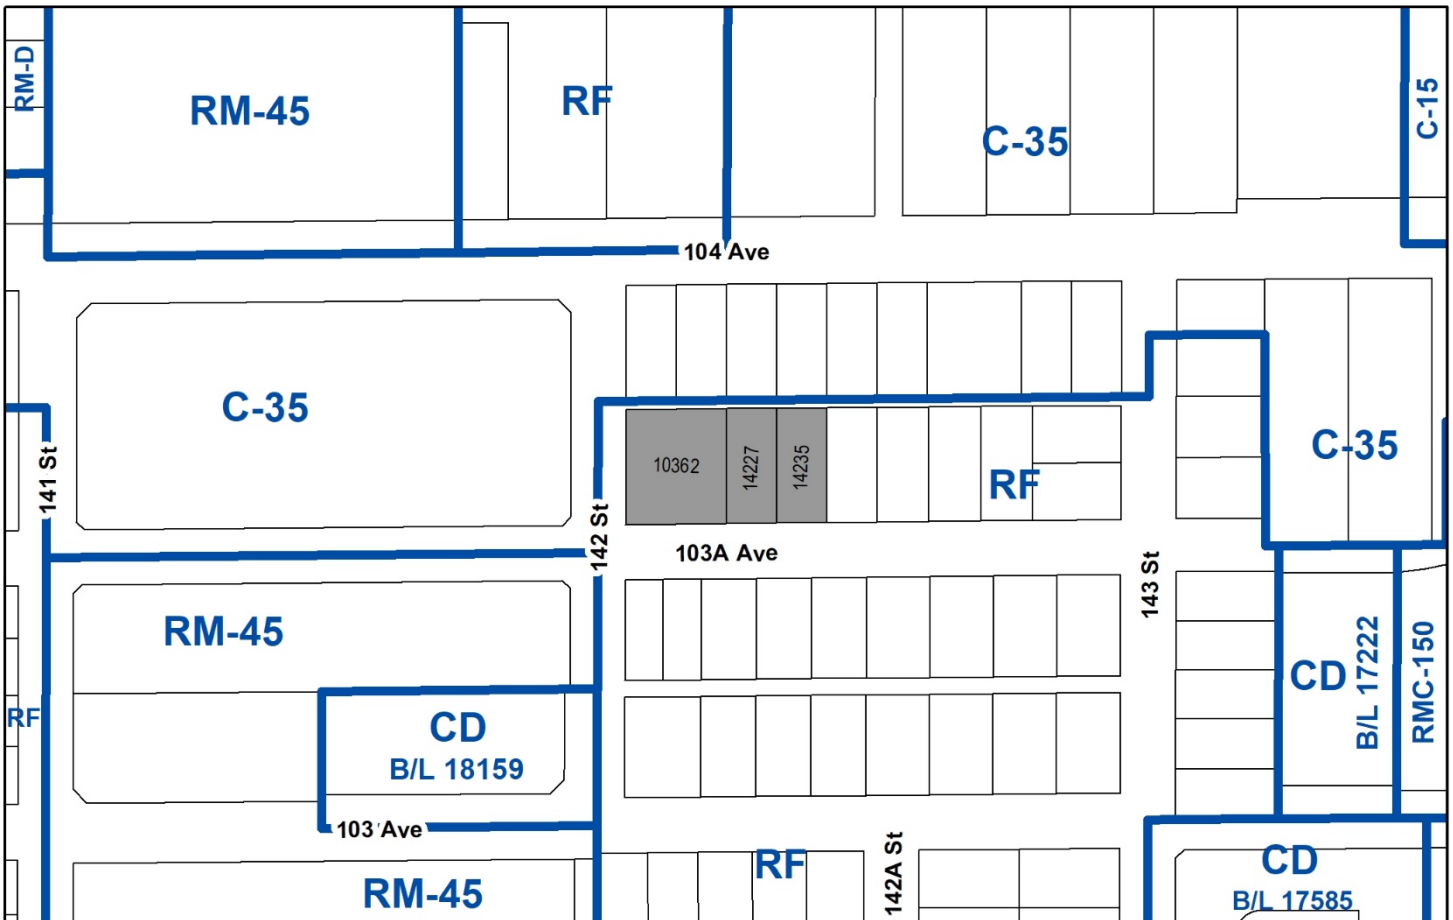 RM-D
RM-45
RF
C-35
C-15
104 Ave
C-35
141 St
142 St
10362
14227
14235
RF
C-35
103A Ave
143 St
RM-45
RF
CD
B/L 18159
CD
B/L 17222
RMC-150
103 Ave
RM-45
RF
142A St
CD
B/L 17585